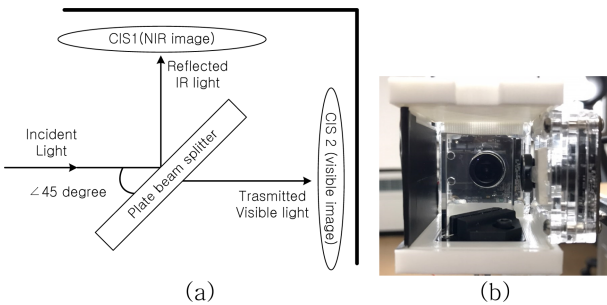 CIS1(NIR image)
Reflected
IR light
Incident
Light
∠45 degree
Plate beam splitter
Trasmitted
Visible light
CIS 2 (visible image)
(a)
(b)